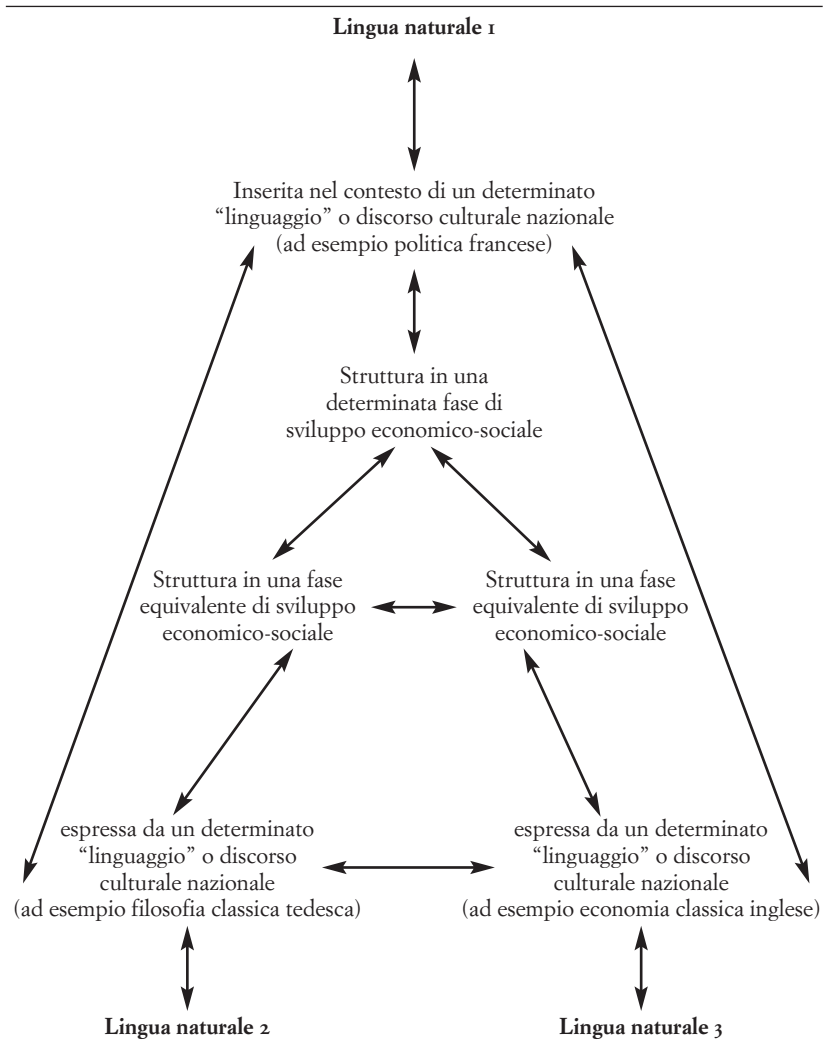 Lingua naturale 1
Inserita nel contesto di un determinato
“linguaggio” o discorso culturale nazionale
(ad esempio politica francese)
Struttura in una
determinata fase di
sviluppo economico-sociale
Struttura in una fase
equivalente di sviluppo
economico-sociale
Struttura in una fase
equivalente di sviluppo
economico-sociale
espressa da un determinato
“linguaggio” o discorso
culturale nazionale
(ad esempio filosofia classica tedesca)
espressa da un determinato
“linguaggio” o discorso
culturale nazionale
(ad esempio economia classica inglese)
Lingua naturale 2
Lingua naturale 3